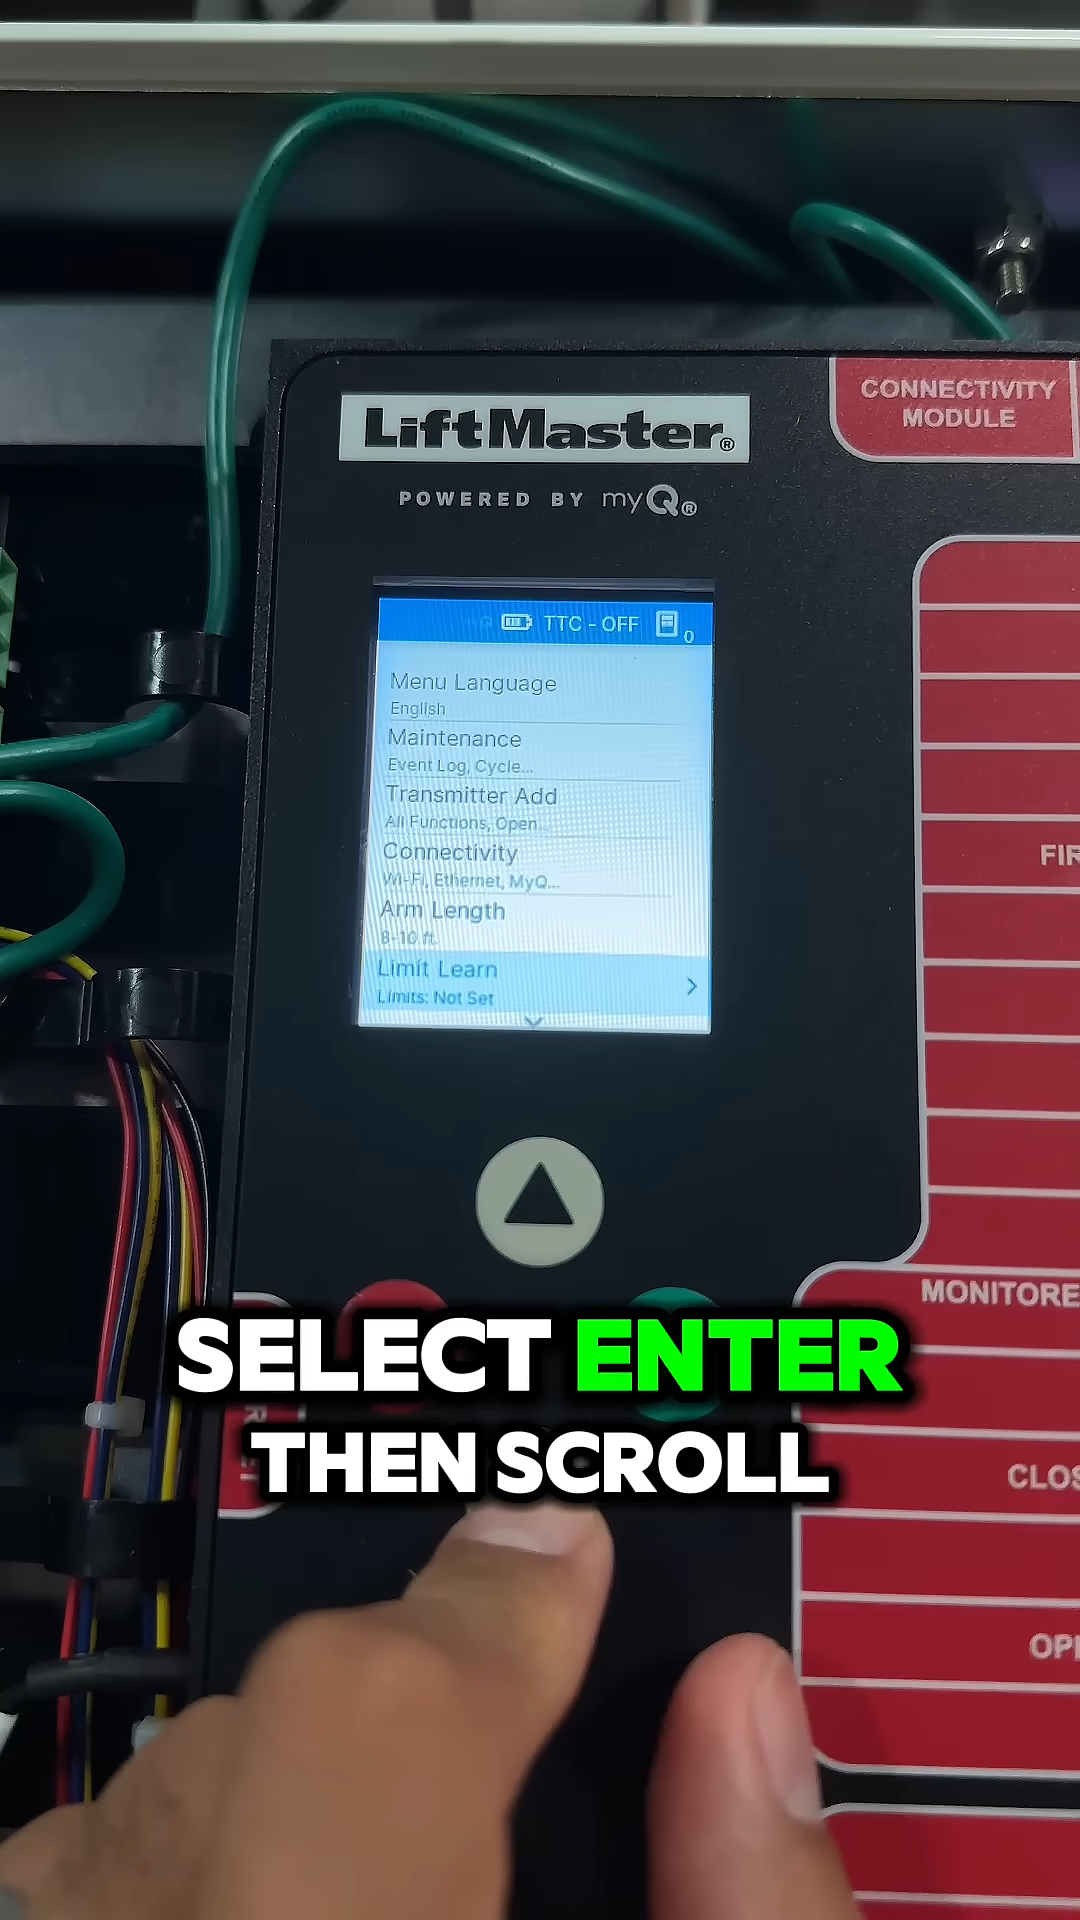 CONNECTIVITY
MODULE
LiftMaster®
POWERED BY myQ®
TTC - OFF
0
Menu Language
English
Maintenance
Event Log, Cycle...
Transmitter Add
All Functions, Open...
Connectivity
Wi-Fi, Ethernet, MyQ...
Arm Length
8-10 ft
Limit Learn
Limits: Not Set
FIR
MONITORE
SELECT ENTER
THEN SCROLL
CLOS
OPE